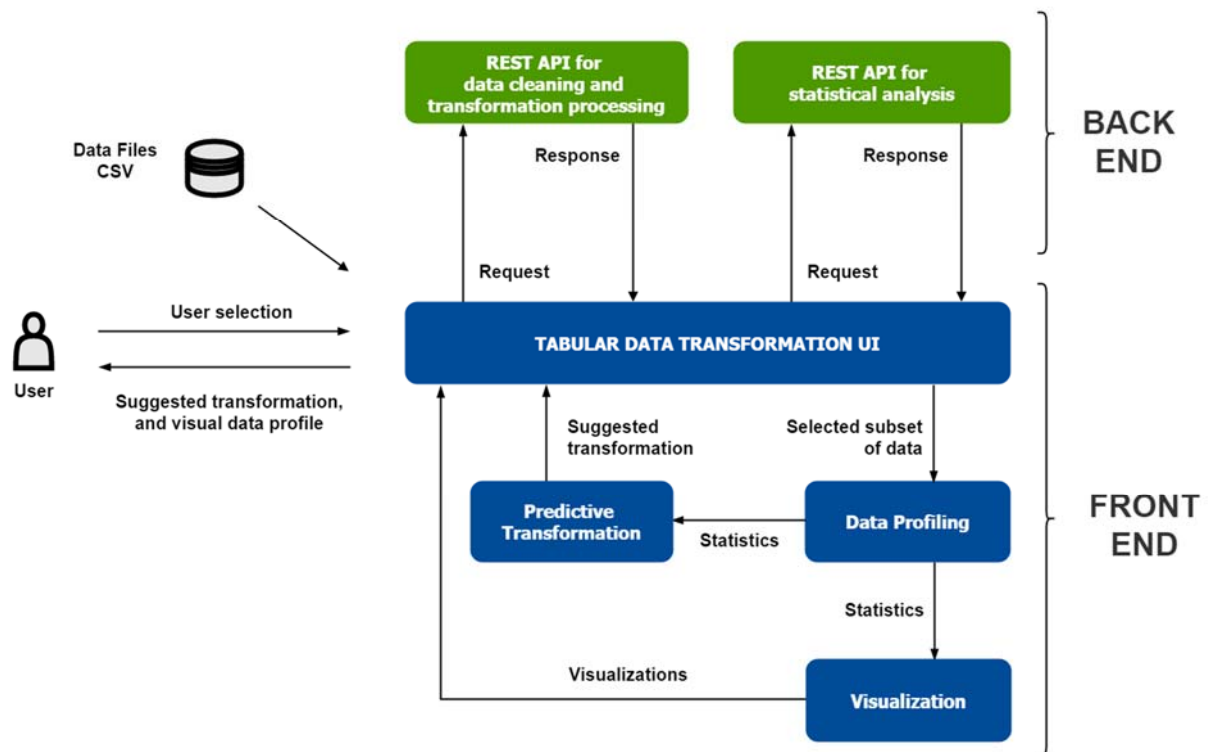 REST API for
data cleaning and
transformation processing
REST API for
statistical analysis
BACK
END
Data Files
CSV
Response
Response
Request
Request
User selection
User
Suggested transformation,
and visual data profile
TABULAR DATA TRANSFORMATION UI
Suggested
transformation
Selected subset
of data
Predictive
Transformation
Statistics
Data Profiling
FRONT
END
Statistics
Visualizations
Visualization